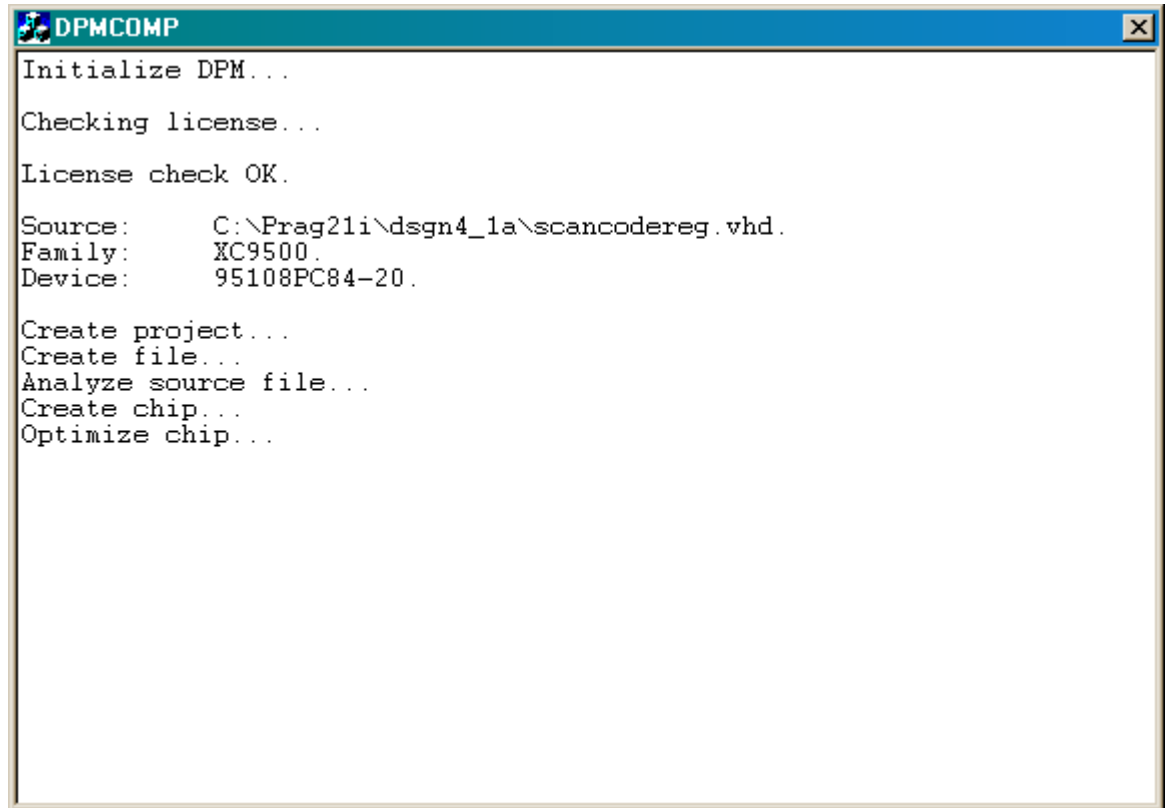 DPMCOMP
Initialize DPM...
Checking license...
License check OK.
Source: C:\Prag21i\dsgn4_1a\scancodereg.vhd.
Family: XC9500.
Device: 95108PC84-20.
Create project...
Create file...
Analyze source file...
Create chip...
Optimize chip...